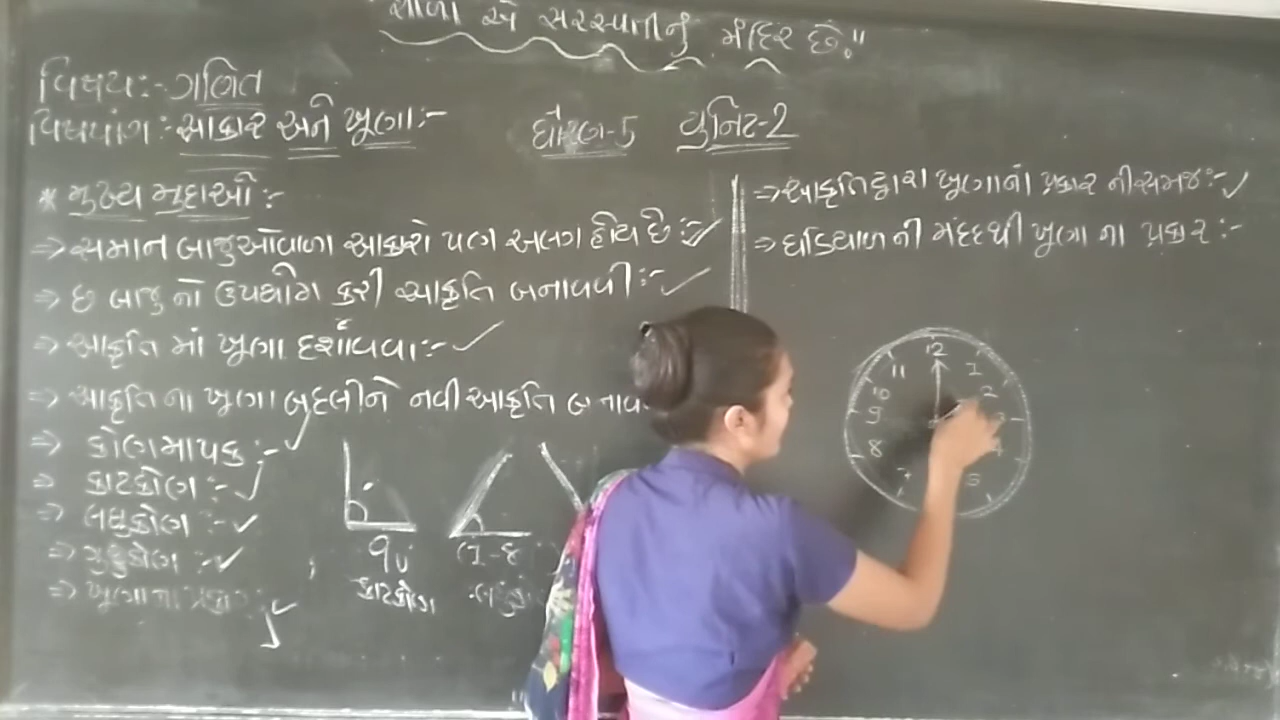 "શાળા એ સરસ્વતીનું મંદિર છે."
વિષય:- ગણિત
વિષયાંગ:- આકાર અને ખૂણા:-
ધોરણ-5 યુનિટ-2
* મુખ્ય મુદ્દાઓ:-
⇒ સમાન બાજુઓવાળા આકારો પણ અલગ હોય છે:- ✓
⇒ છ બાજુ નો ઉપયોગ કરી આકૃતિ બનાવવી:- ✓
⇒ આકૃતિ માં ખૂણા દર્શાવવા:- ✓
⇒ આકૃતિ ના ખૂણા બદલીને નવી આકૃતિ
⇒ કોણમાપક:- ✓
⇒ કાટકોણ:- ✓
⇒ લઘુકોણ:- ✓
⇒ ગુરુકોણ:- ✓
⇒ ખૂણાના પ્રકાર:- ✓
કાટકોણ
⇒ આકૃતિ દ્વારા ખૂણાનાં પ્રકાર ની સમજ:- ✓
⇒ ઘડિયાળ ની મદદથી ખૂણા ના પ્રકાર:-
12
11
1
10
2
9
8